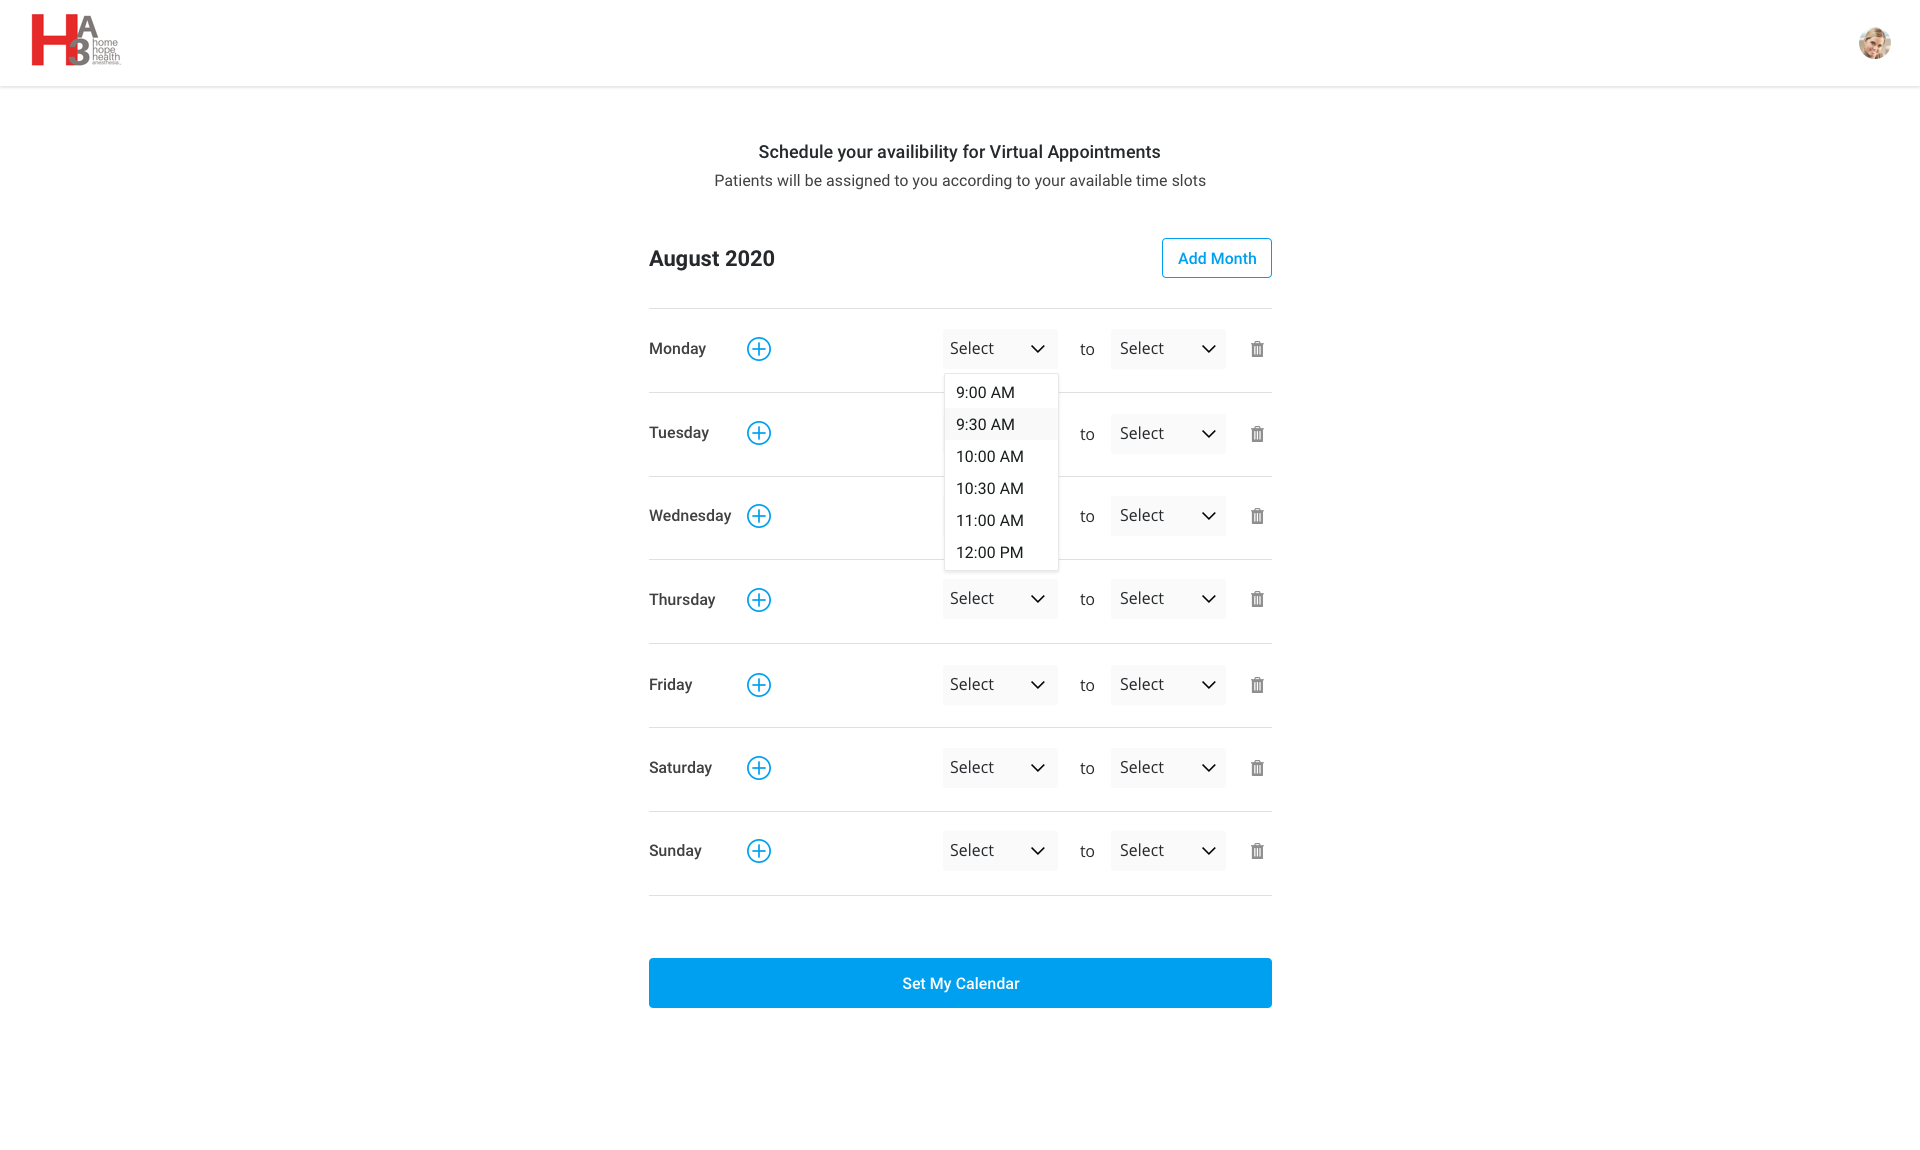 HA3
home
hope
health
anesthesia
Schedule your availibility for Virtual Appointments
Patients will be assigned to you according to your available time slots
August 2020
Add Month
Monday
Select
to
Select
9:00 AM
9:30 AM
10:00 AM
10:30 AM
11:00 AM
12:00 PM
Tuesday
to
Select
Wednesday
to
Select
Thursday
Select
to
Select
Friday
Select
to
Select
Saturday
Select
to
Select
Sunday
Select
to
Select
Set My Calendar